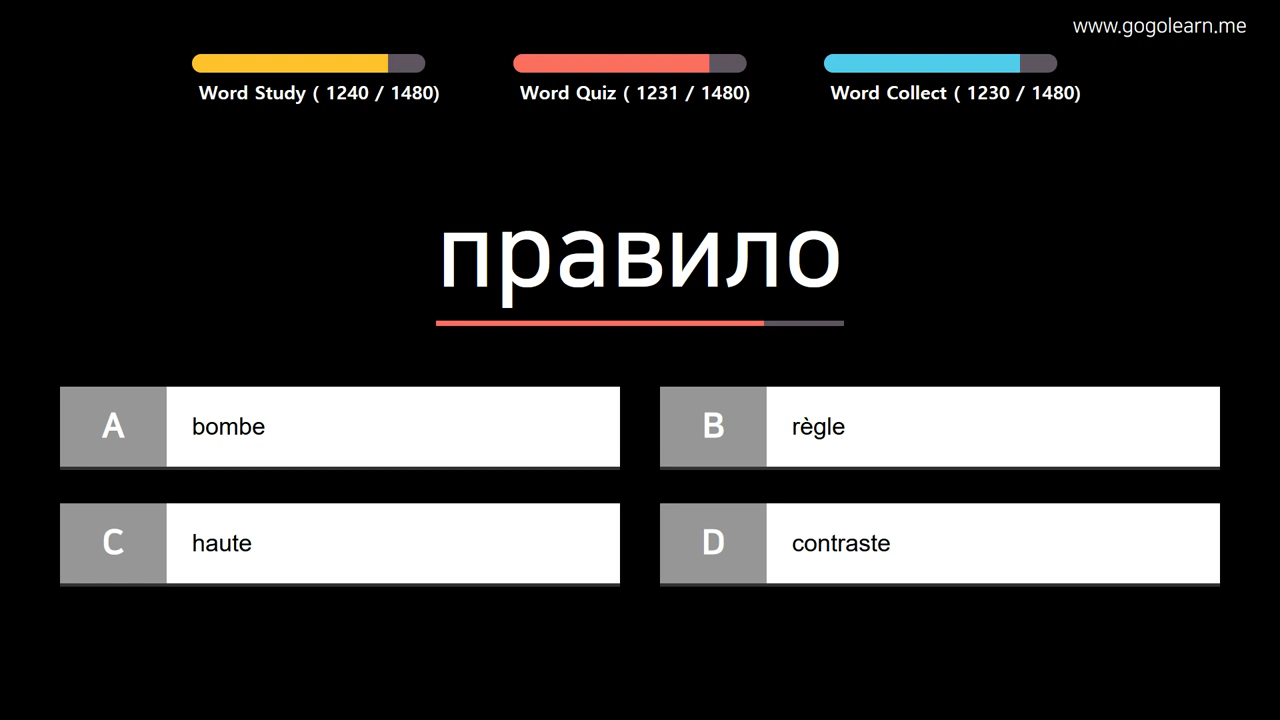 www.gogolearn.me
Word Study ( 1240 / 1480)
Word Quiz ( 1231 / 1480)
Word Collect ( 1230 / 1480)
правило
A bombe
B règle
C haute
D contraste